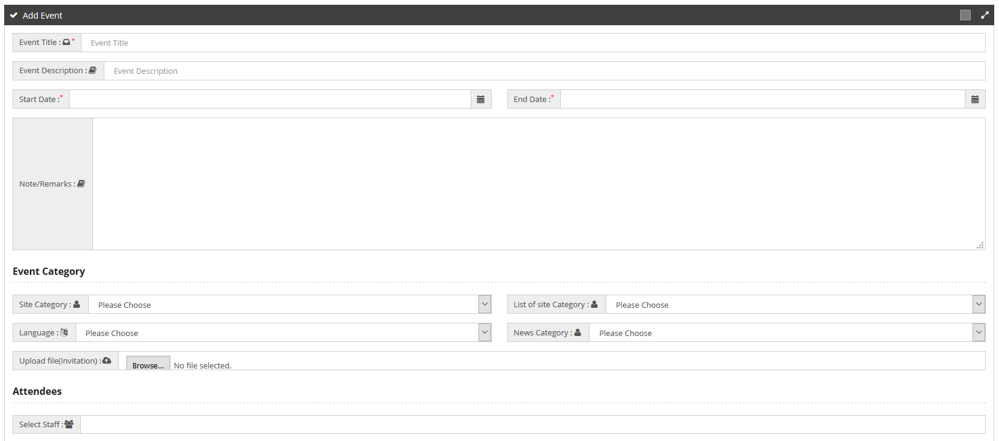 Add Event
Event Title : * Event Title
Event Description : Event Description
Start Date :* End Date :*
Note/Remarks :
Event Category
Site Category : Please Choose List of site Category : Please Choose
Language : Please Choose News Category : Please Choose
Upload file(Invitation) : Browse... No file selected.
Attendees
Select Staff :